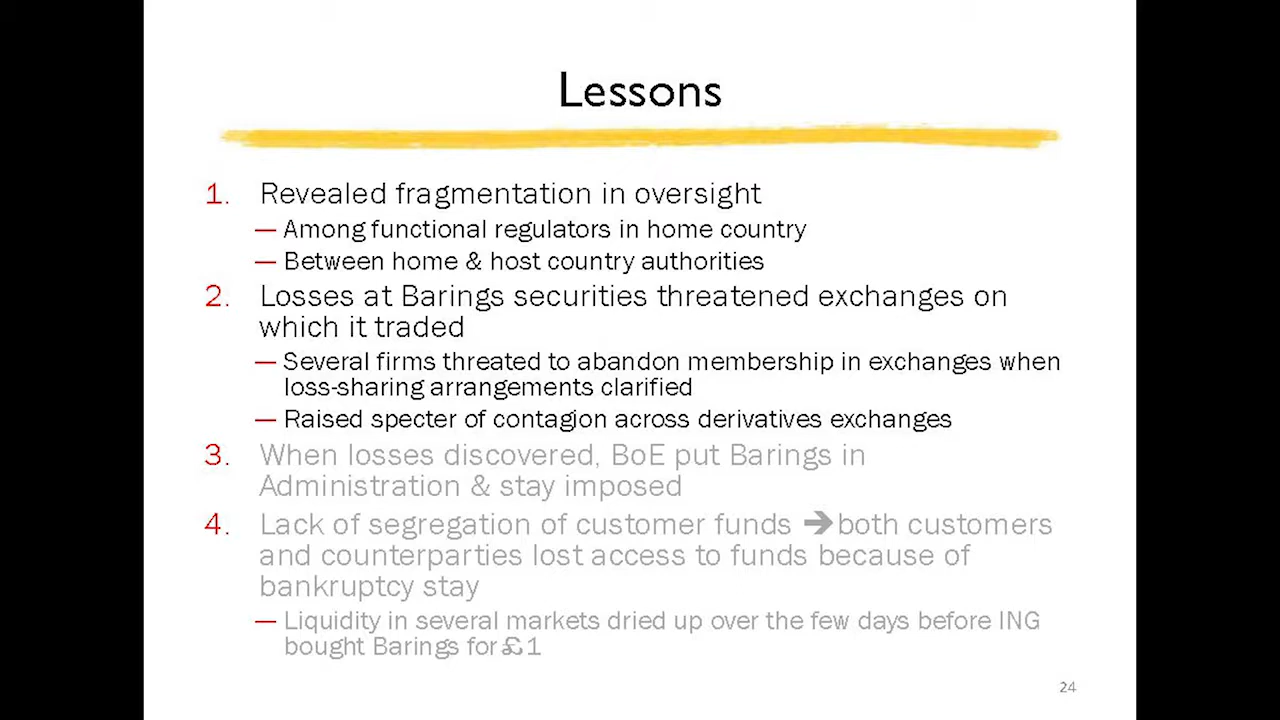 Lessons
1. Revealed fragmentation in oversight
— Among functional regulators in home country
— Between home & host country authorities
2. Losses at Barings securities threatened exchanges on
which it traded
— Several firms threated to abandon membership in exchanges when
loss-sharing arrangements clarified
— Raised specter of contagion across derivatives exchanges
3. When losses discovered, BoE put Barings in
Administration & stay imposed
4. Lack of segregation of customer funds ➔both customers
and counterparties lost access to funds because of
bankruptcy stay
— Liquidity in several markets dried up over the few days before ING
bought Barings for £1
24